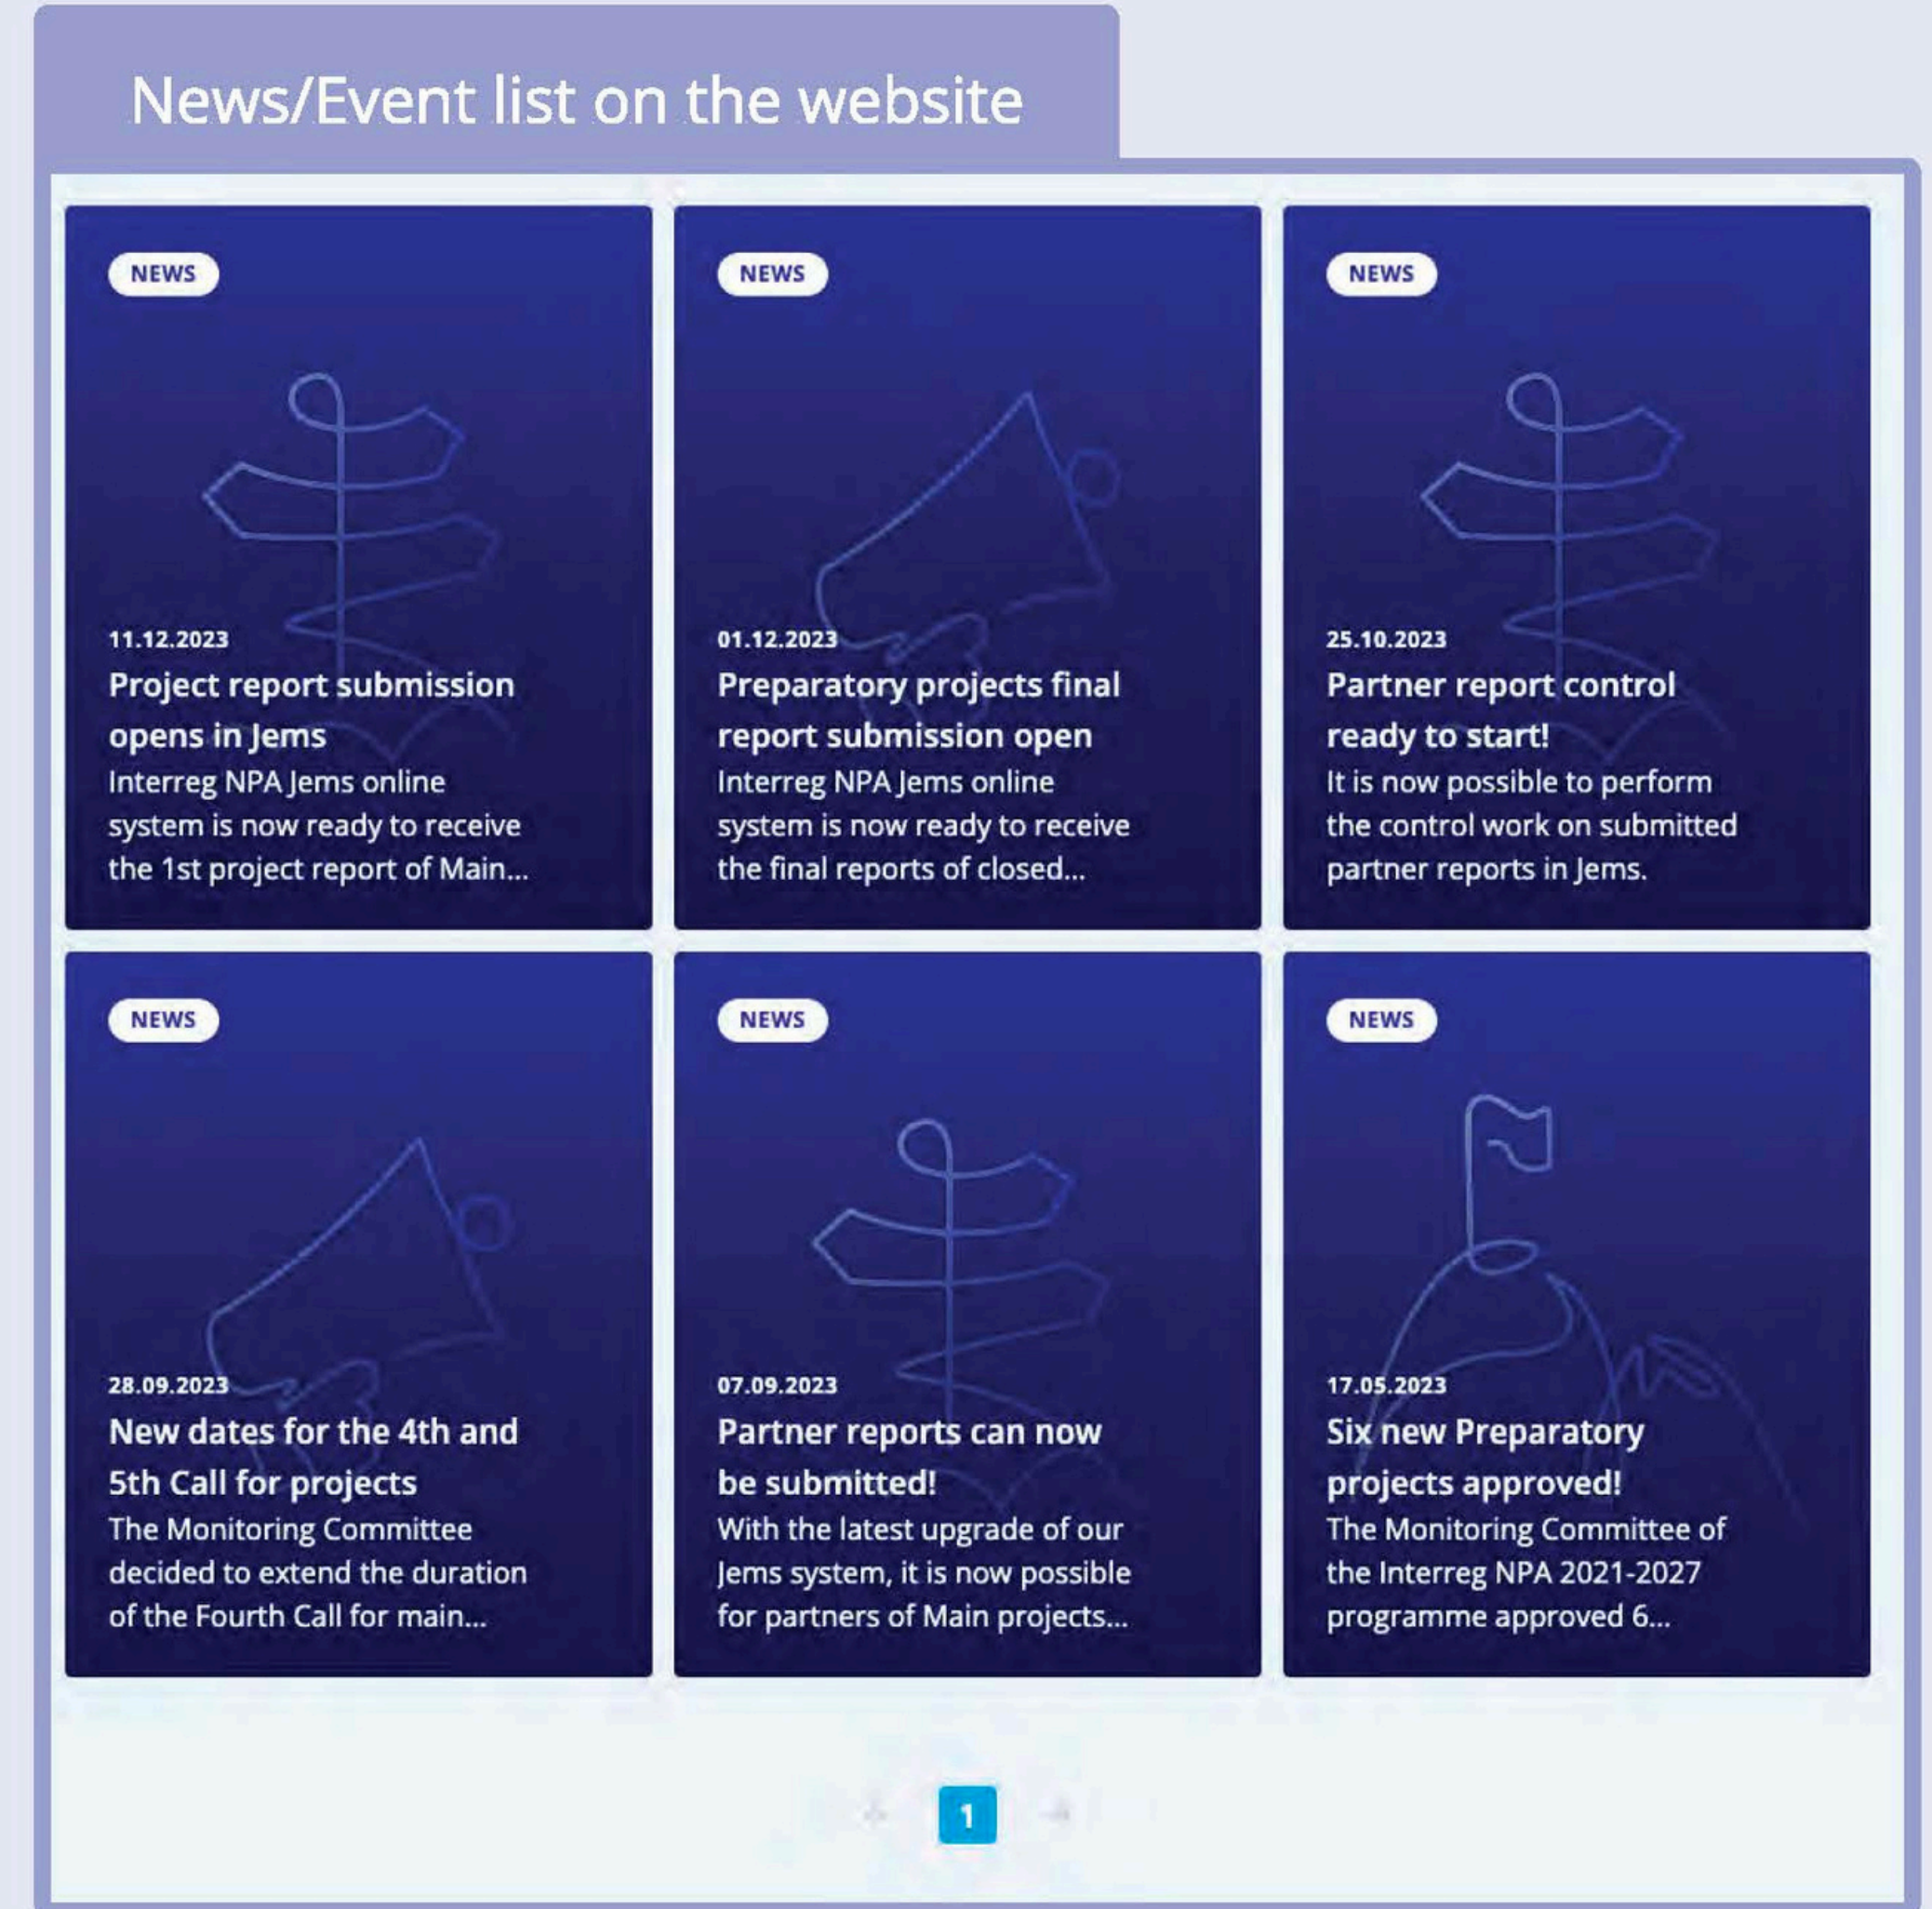 News/Event list on the website
NEWS
11.12.2023
Project report submission
opens in Jems
Interreg NPA Jems online
system is now ready to receive
the 1st project report of Main...
NEWS
01.12.2023
Preparatory projects final
report submission open
Interreg NPA Jems online
system is now ready to receive
the final reports of closed...
NEWS
25.10.2023
Partner report control
ready to start!
It is now possible to perform
the control work on submitted
partner reports in Jems.
NEWS
28.09.2023
New dates for the 4th and
5th Call for projects
The Monitoring Committee
decided to extend the duration
of the Fourth Call for main...
NEWS
07.09.2023
Partner reports can now
be submitted!
With the latest upgrade of our
Jems system, it is now possible
for partners of Main projects...
NEWS
17.05.2023
Six new Preparatory
projects approved!
The Monitoring Committee of
the Interreg NPA 2021-2027
programme approved 6...
1